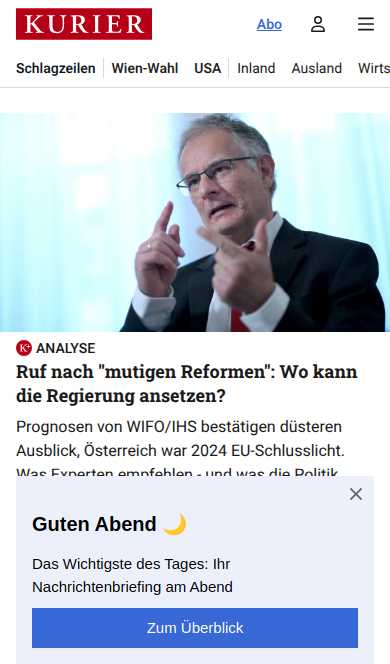 KURIER
Abo
Schlagzeilen
Wien-Wahl
USA
Inland
Ausland
Wirts
K+ ANALYSE
Ruf nach "mutigen Reformen": Wo kann
die Regierung ansetzen?
Prognosen von WIFO/IHS bestätigen düsteren
Ausblick, Österreich war 2024 EU-Schlusslicht.
Was Experten empfehlen - und was die Politik
Guten Abend 🌙
Das Wichtigste des Tages: Ihr
Nachrichtenbriefing am Abend
Zum Überblick